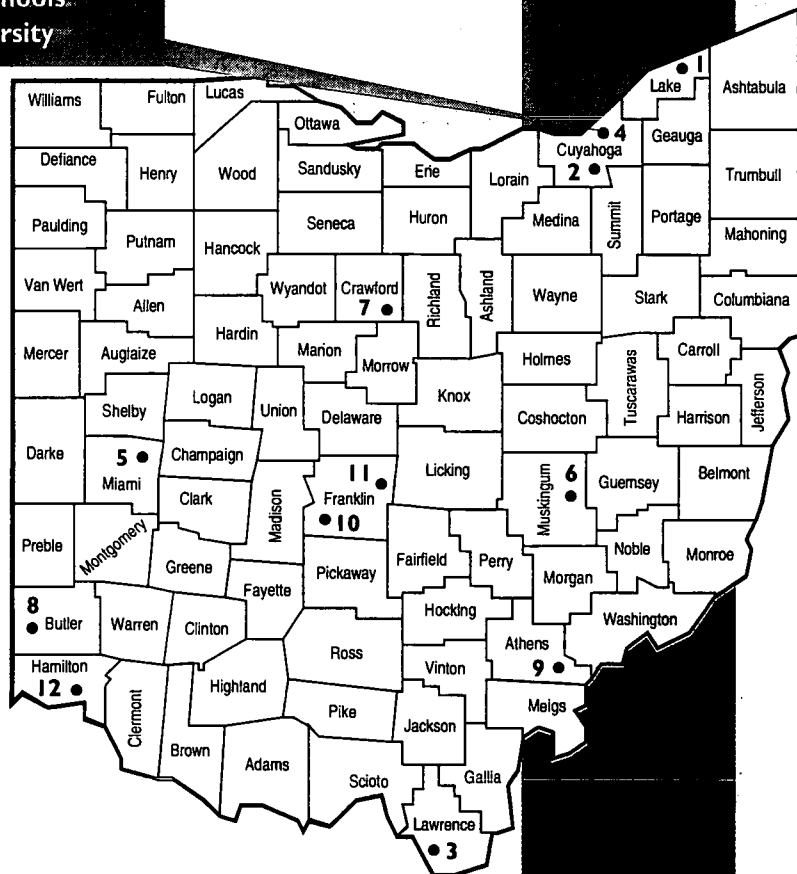 rsity
1
Lake
Ashtabula
Williams
Fulton
Lucas
Ottawa
4
Cuyahoga
2
Geauga
Defiance
Henry
Wood
Sandusky
Erie
Lorain
Trumbull
Paulding
Putnam
Hancock
Seneca
Huron
Medina
Summit
Portage
Mahoning
Van Wert
Allen
Wyandot
Crawford
7
Richland
Ashland
Wayne
Stark
Columbiana
Mercer
Auglaize
Hardin
Marion
Morrow
Holmes
Tuscarawas
Carroll
Jefferson
Shelby
Logan
Union
Delaware
Knox
Coshocton
Harrison
Darke
5
Miami
Champaign
Clark
Madison
11
Franklin
10
Licking
Muskingum
6
Guernsey
Belmont
Preble
Montgomery
Greene
Fayette
Pickaway
Fairfield
Perry
Morgan
Noble
Monroe
8
Butler
Warren
Clinton
Ross
Hocking
Athens
9
Washington
Hamilton
12
Clermont
Brown
Highland
Pike
Vinton
Jackson
Meigs
Adams
Scioto
Gallia
Lawrence
3